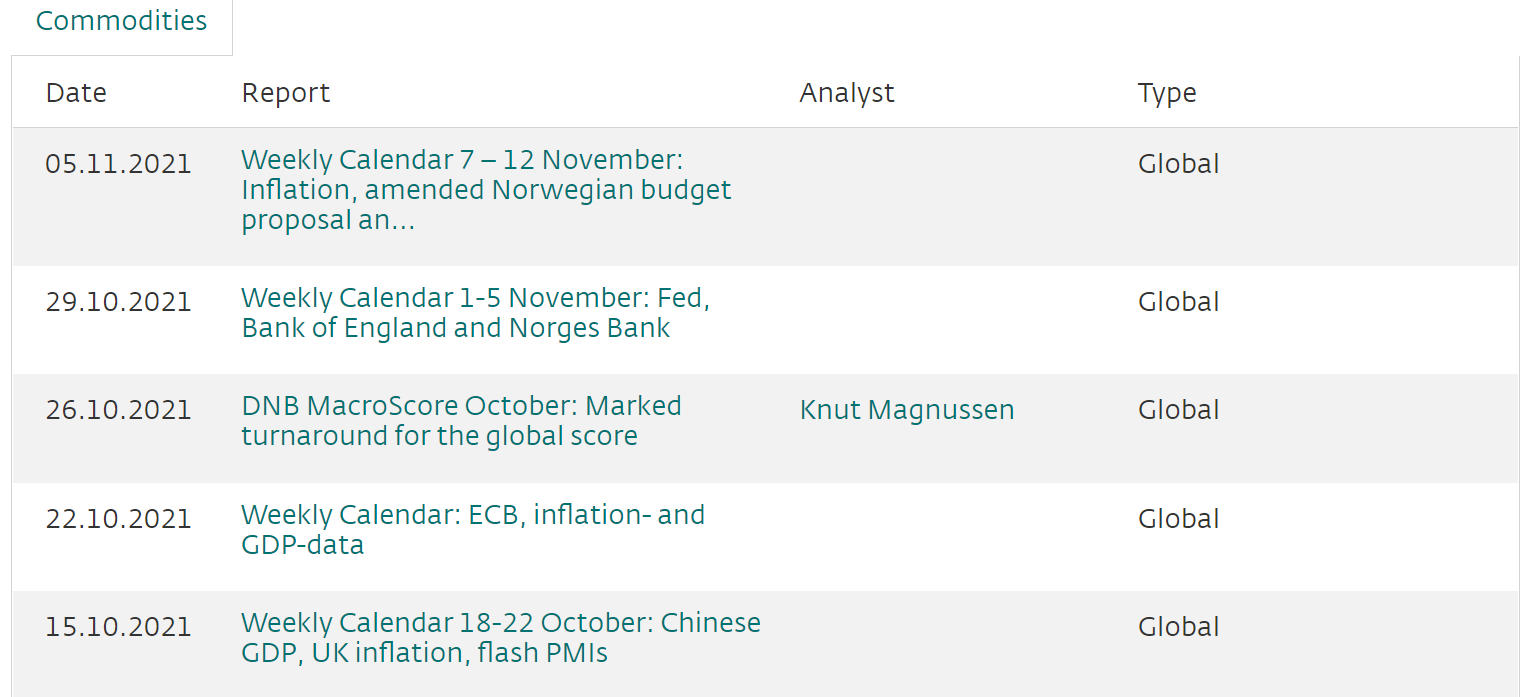 Commodities
Date Report Analyst Type
05.11.2021 Weekly Calendar 7 – 12 November: Global
Inflation, amended Norwegian budget
proposal an...
29.10.2021 Weekly Calendar 1-5 November: Fed, Global
Bank of England and Norges Bank
26.10.2021 DNB MacroScore October: Marked Knut Magnussen Global
turnaround for the global score
22.10.2021 Weekly Calendar: ECB, inflation- and Global
GDP-data
15.10.2021 Weekly Calendar 18-22 October: Chinese Global
GDP, UK inflation, flash PMIs